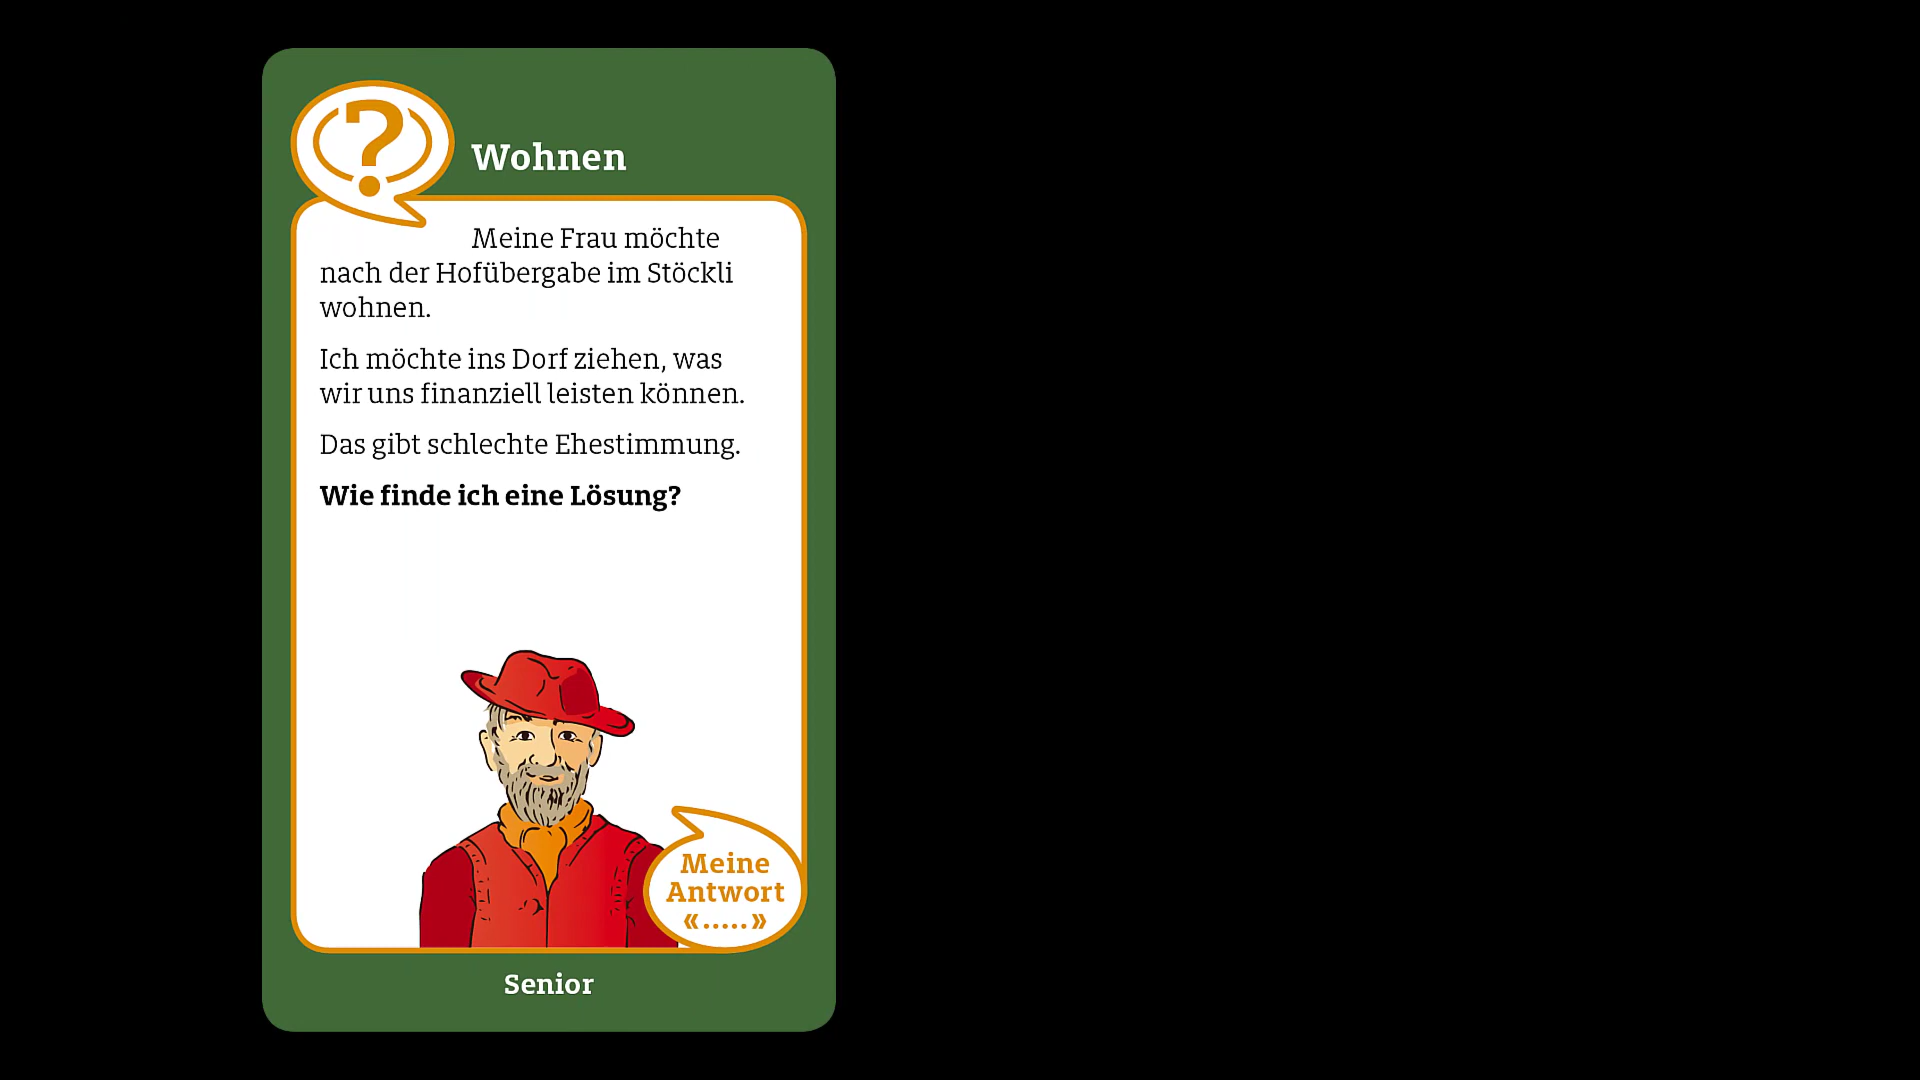 ?
Wohnen
Meine Frau möchte
nach der Hofübergabe im Stöckli
wohnen.
Ich möchte ins Dorf ziehen, was
wir uns finanziell leisten können.
Das gibt schlechte Ehestimmung.
Wie finde ich eine Lösung?
Meine
Antwort
«.....»
Senior